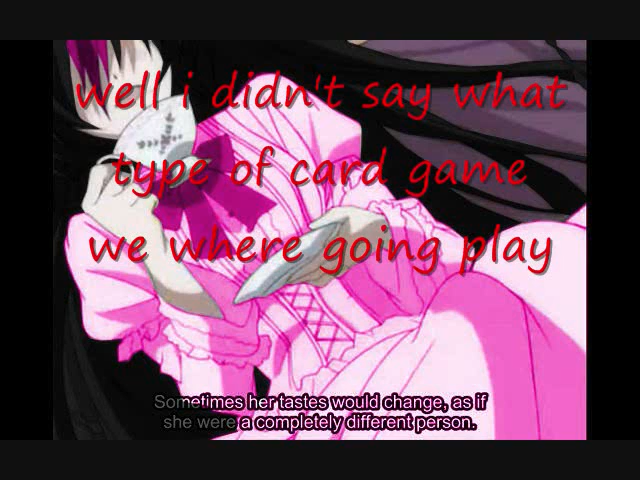 well i didn't say what
type of card game
we where going play
Sometimes her tastes would change, as if
she were a completely different person.